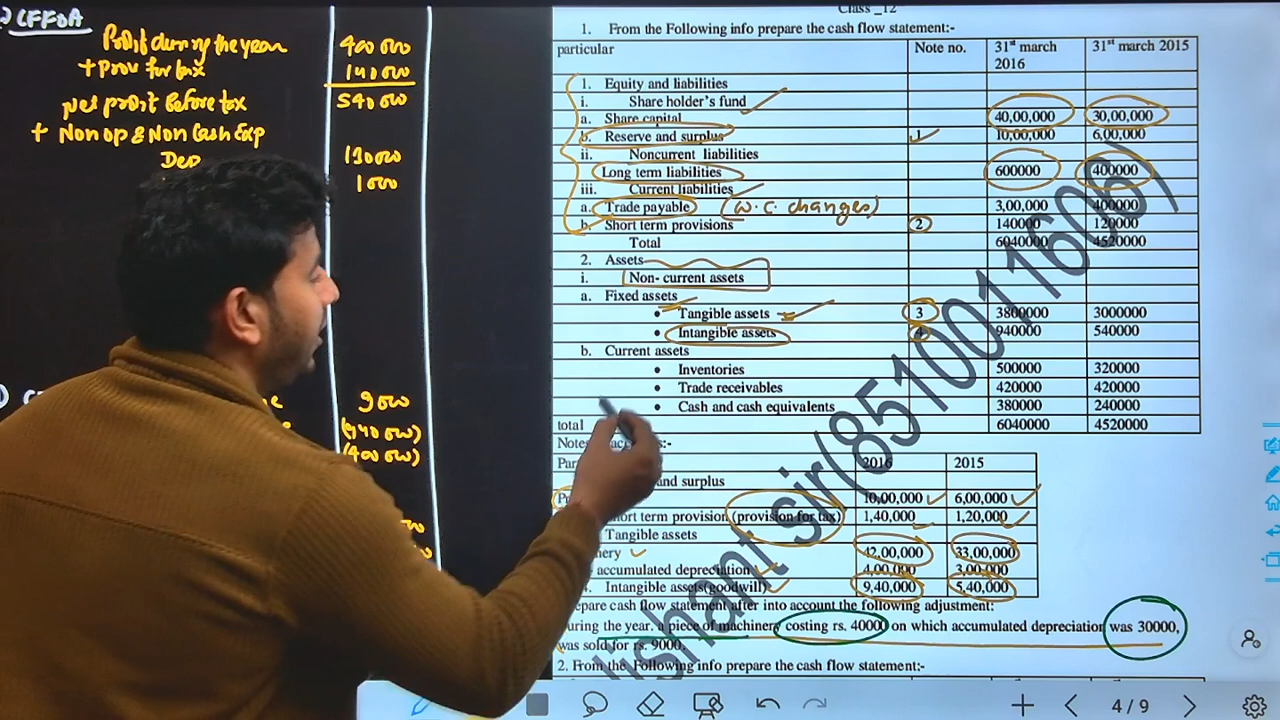 CFFOA
Profit during the year 400000
+ Prov for tax 140000
Net profit Before tax 540000
+ Non op & Non Cash Exp
Dep 130000
1000
9000
(940000)
(400000)
Class _12
1. From the Following info prepare the cash flow statement:-
particular Note no. 31st march 2016 31st march 2015
1. Equity and liabilities
i. Share holder's fund
a. Share capital 40,00,000 30,00,000
b. Reserve and surplus 1 10,00,000 6,00,000
ii. Noncurrent liabilities
Long term liabilities 600000 400000
iii. Current liabilities
a. Trade payable (W.C. changes) 3,00,000 400000
b. Short term provisions 2 140000 120000
Total 6040000 4520000
2. Assets
i. Non- current assets
a. Fixed assets
• Tangible assets 3 3800000 3000000
• Intangible assets 4 940000 540000
b. Current assets
• Inventories 500000 320000
• Trade receivables 420000 420000
• Cash and cash equivalents 380000 240000
total 6040000 4520000
Notes
2016 2015
and surplus
10,00,000 6,00,000
short term provision (provision for tax) 1,40,000 1,20,000
Tangible assets
42,00,000 33,00,000
accumulated depreciation 4,00,000 3,00,000
4. Intangible assets(goodwill) 9,40,000 5,40,000
epare cash flow statement after into account the following adjustment:
uring the year. a piece of machinery costing rs. 40000 on which accumulated depreciation was 30000,
was sold for rs. 9000.
2. From the Following info prepare the cash flow statement:-
ishant sir(8510011606)
4 / 9